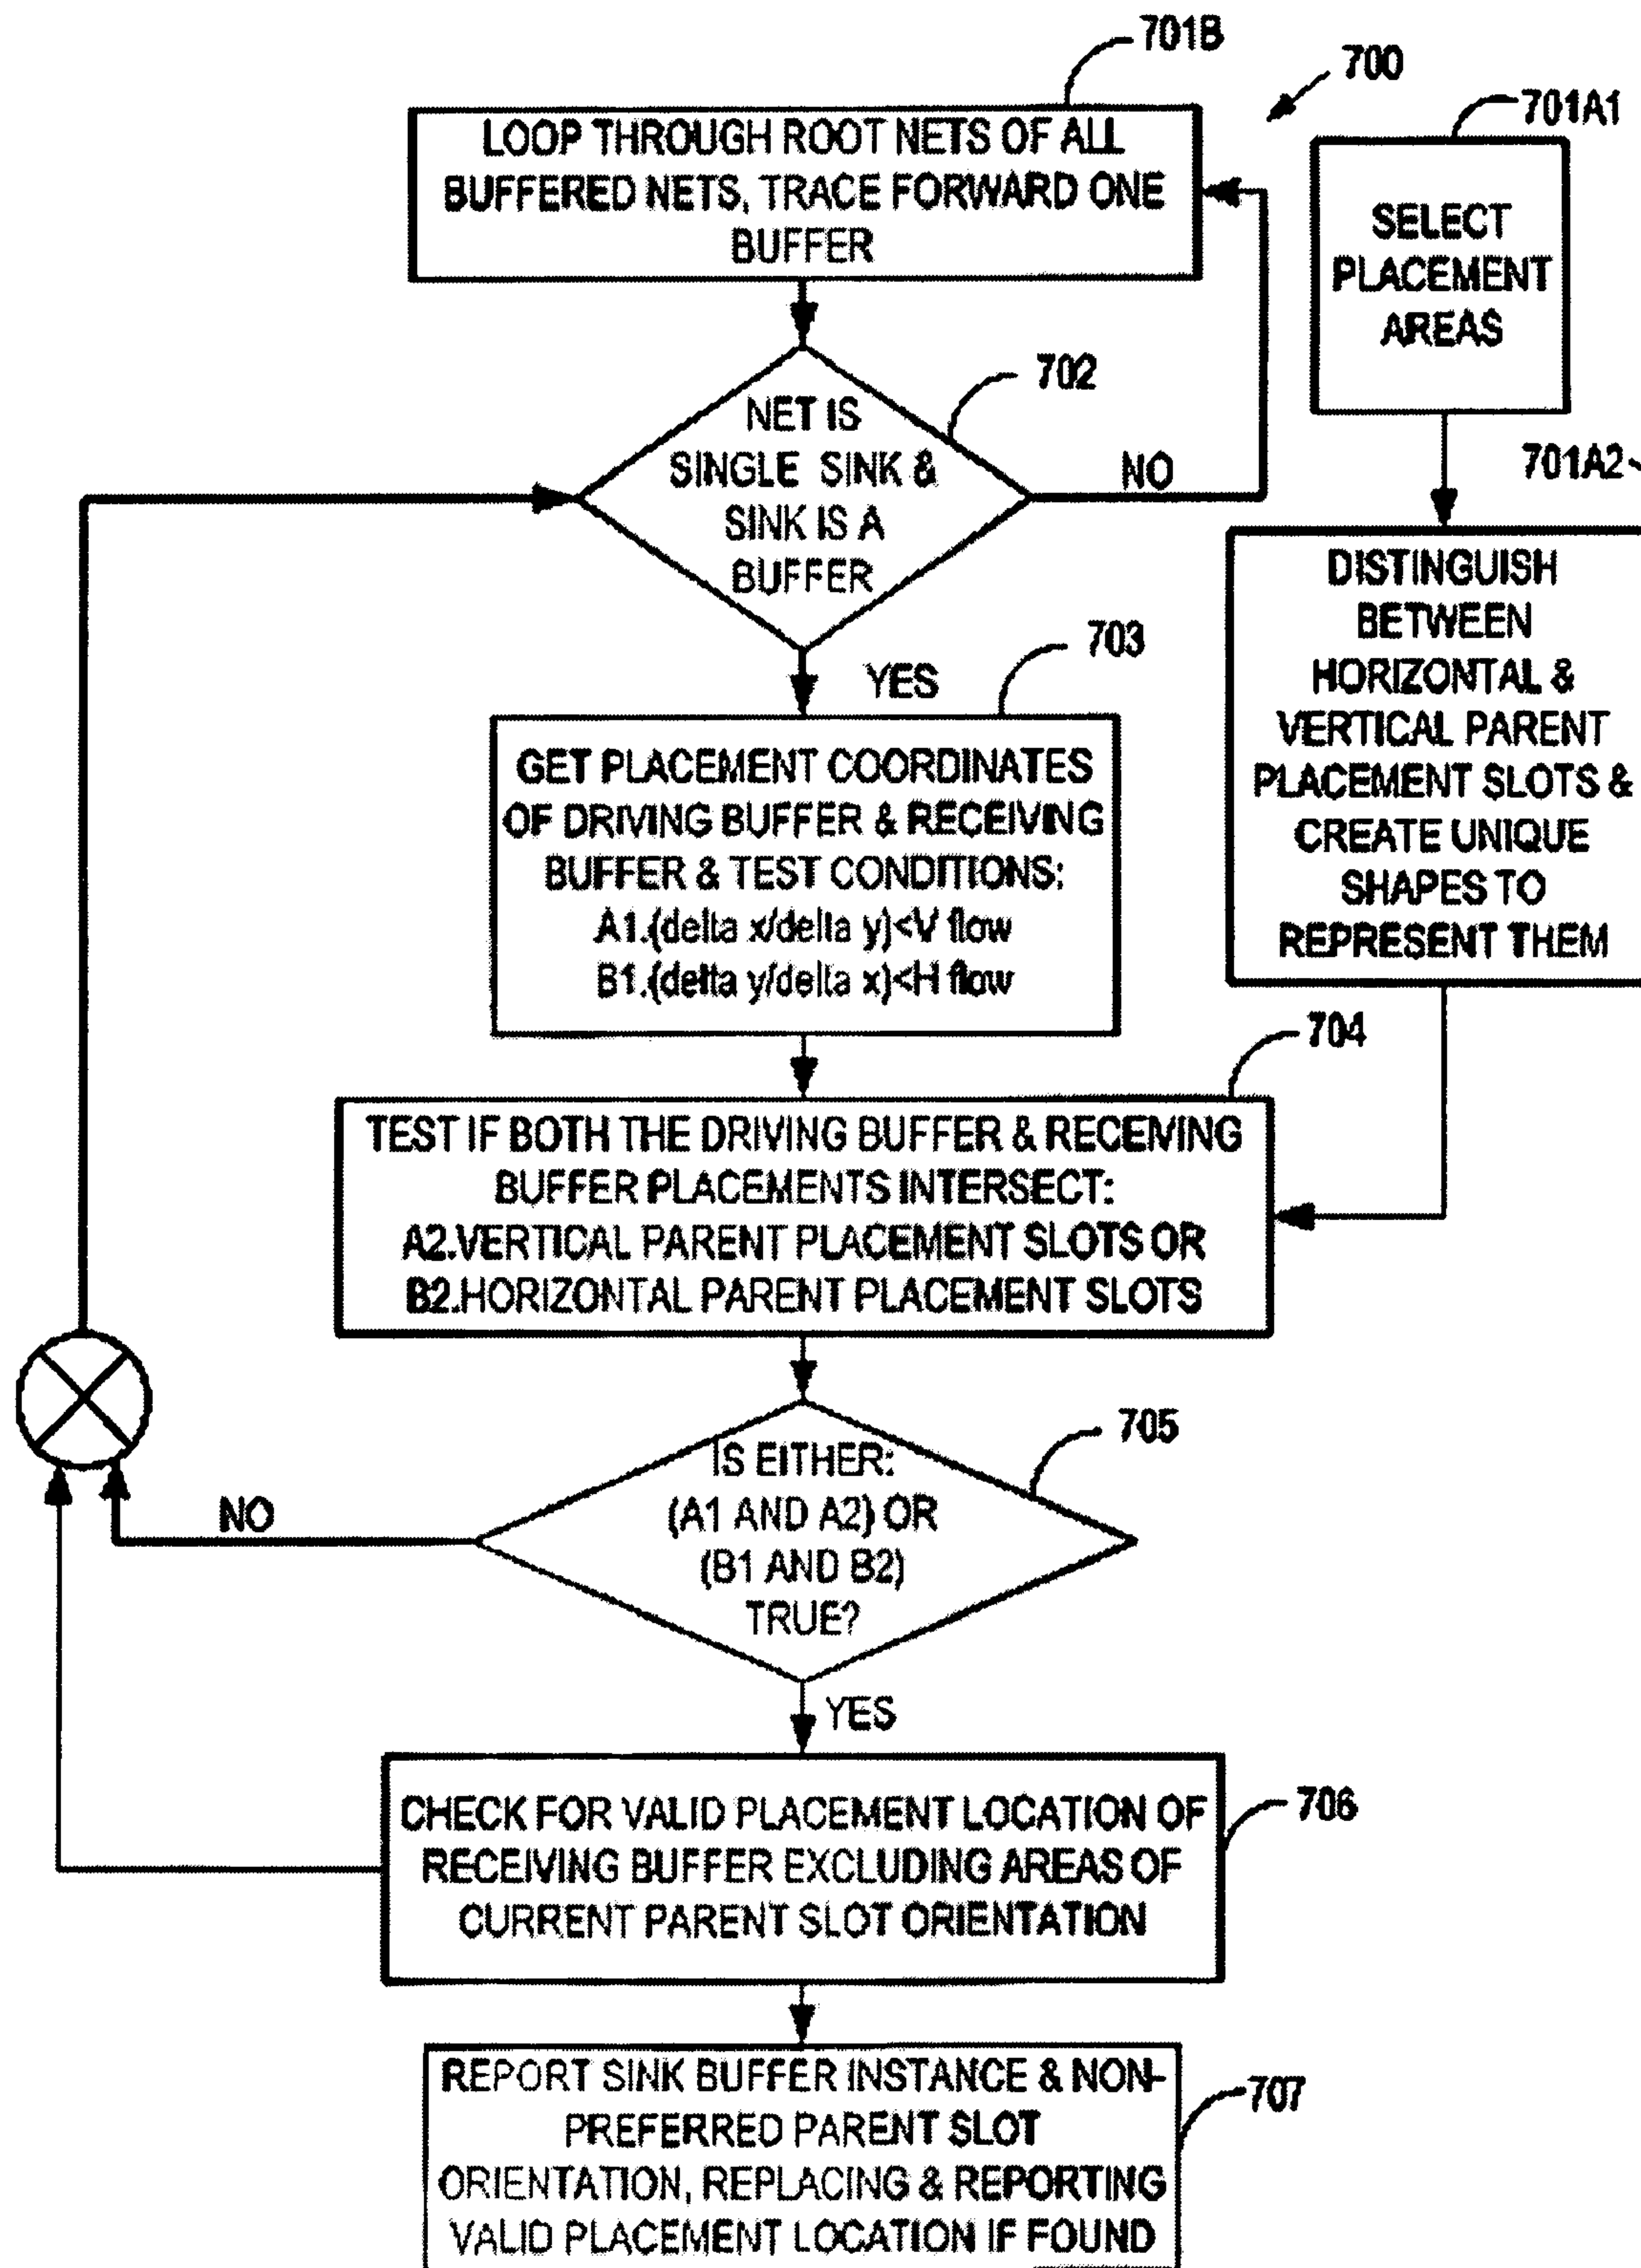 701B
700
LOOP THROUGH ROOT NETS OF ALL
BUFFERED NETS, TRACE FORWARD ONE
BUFFER
701A1
SELECT
PLACEMENT
AREAS
702
NET IS
SINGLE SINK &
SINK IS A
BUFFER
NO
701A2
DISTINGUISH
BETWEEN
HORIZONTAL &
VERTICAL PARENT
PLACEMENT SLOTS &
CREATE UNIQUE
SHAPES TO
REPRESENT THEM
YES
703
GET PLACEMENT COORDINATES
OF DRIVING BUFFER & RECEIVING
BUFFER & TEST CONDITIONS:
A1.(delta x/delta y)<V flow
B1.(delta y/delta x)<H flow
704
TEST IF BOTH THE DRIVING BUFFER & RECEIVING
BUFFER PLACEMENTS INTERSECT:
A2.VERTICAL PARENT PLACEMENT SLOTS OR
B2.HORIZONTAL PARENT PLACEMENT SLOTS
705
IS EITHER:
(A1 AND A2) OR
(B1 AND B2)
TRUE?
NO
YES
706
CHECK FOR VALID PLACEMENT LOCATION OF
RECEIVING BUFFER EXCLUDING AREAS OF
CURRENT PARENT SLOT ORIENTATION
707
REPORT SINK BUFFER INSTANCE & NON-
PREFERRED PARENT SLOT
ORIENTATION, REPLACING & REPORTING
VALID PLACEMENT LOCATION IF FOUND